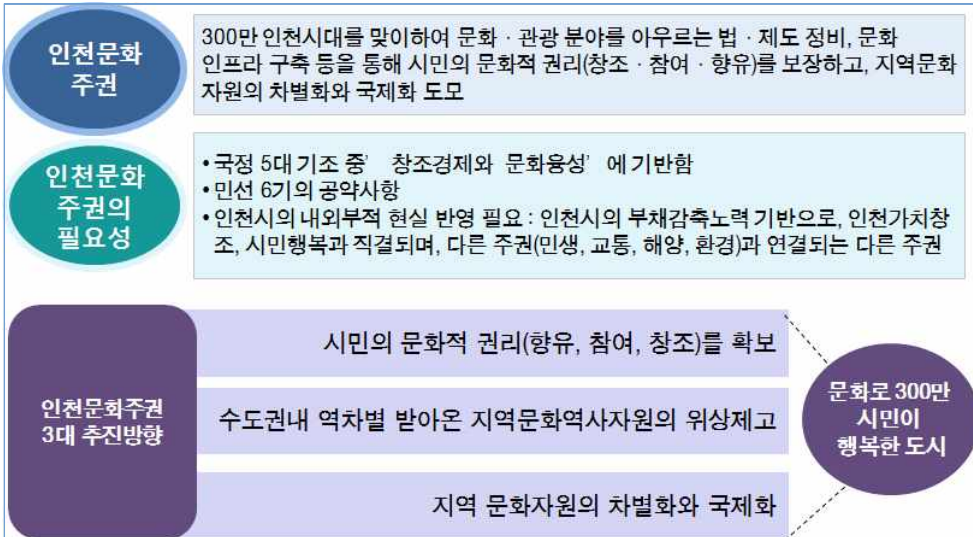 인천문화
주권
300만 인천시대를 맞이하여 문화 · 관광 분야를 아우르는 법 · 제도 정비, 문화
인프라 구축 등을 통해 시민의 문화적 권리(창조 · 참여 · 향유)를 보장하고, 지역문화
자원의 차별화와 국제화 도모
인천문화
주권의
필요성
• 국정 5대 기조 중’ 창조경제와 문화융성’ 에 기반함
• 민선 6기의 공약사항
• 인천시의 내외부적 현실 반영 필요 : 인천시의 부채감축노력 기반으로, 인천가치창
조, 시민행복과 직결되며, 다른 주권(민생, 교통, 해양, 환경)과 연결되는 다른 주권
인천문화주권
3대 추진방향
시민의 문화적 권리(향유, 참여, 창조)를 확보
수도권내 역차별 받아온 지역문화역사자원의 위상제고
지역 문화자원의 차별화와 국제화
문화로 300만
시민이
행복한 도시